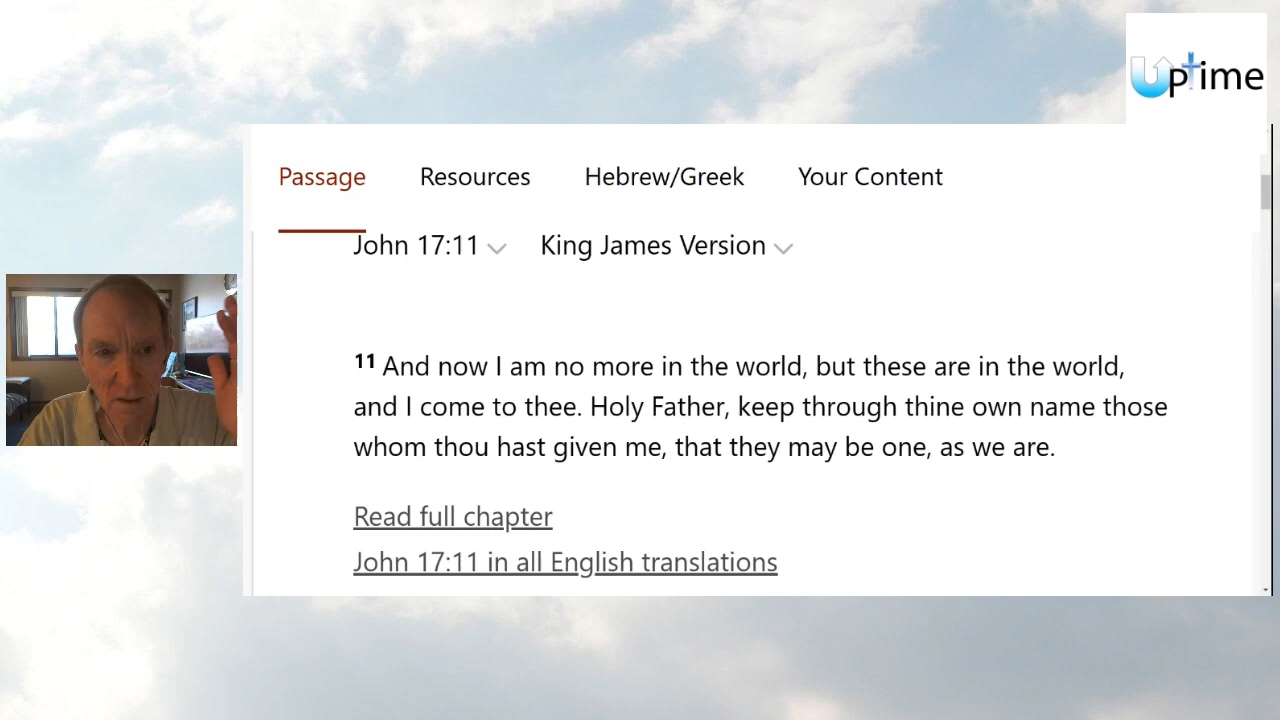 Uptime
Passage Resources Hebrew/Greek Your Content
John 17:11 King James Version
11 And now I am no more in the world, but these are in the world,
and I come to thee. Holy Father, keep through thine own name those
whom thou hast given me, that they may be one, as we are.
Read full chapter
John 17:11 in all English translations